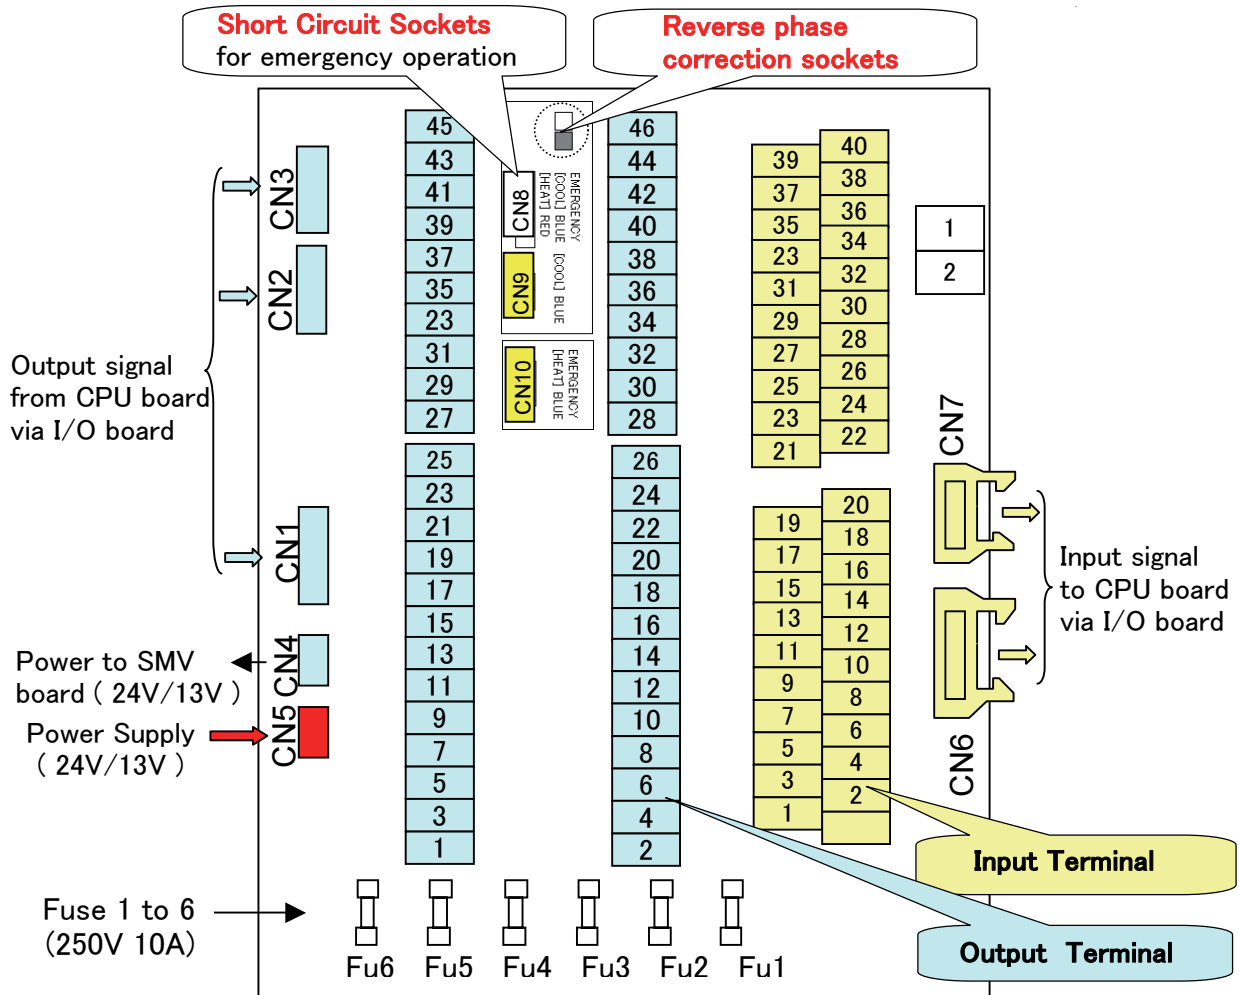 Short Circuit Sockets
for emergency operation
Reverse phase
correction sockets
CN3
CN2
Output signal
from CPU board
via I/O board
CN1
CN4
Power to SMV
board ( 24V/13V )
CN5
Power Supply
( 24V/13V )
45
43
41
39
37
35
23
31
29
27
25
23
21
19
17
15
13
11
9
7
5
3
1
CN8
EMERGENCY
[COOL] BLUE
[HEAT] RED
CN9
[COOL] BLUE
CN10
EMERGENCY
[HEAT] BLUE
46
44
42
40
38
36
34
32
30
28
26
24
22
20
18
16
14
12
10
8
6
4
2
39
37
35
23
31
29
27
25
23
21
19
17
15
13
11
9
7
5
3
1
40
38
36
34
32
30
28
26
24
22
20
18
16
14
12
10
8
6
4
2
1
2
CN7
Input signal
to CPU board
via I/O board
CN6
Input Terminal
Output Terminal
Fuse 1 to 6
(250V 10A)
Fu6 Fu5 Fu4 Fu3 Fu2 Fu1